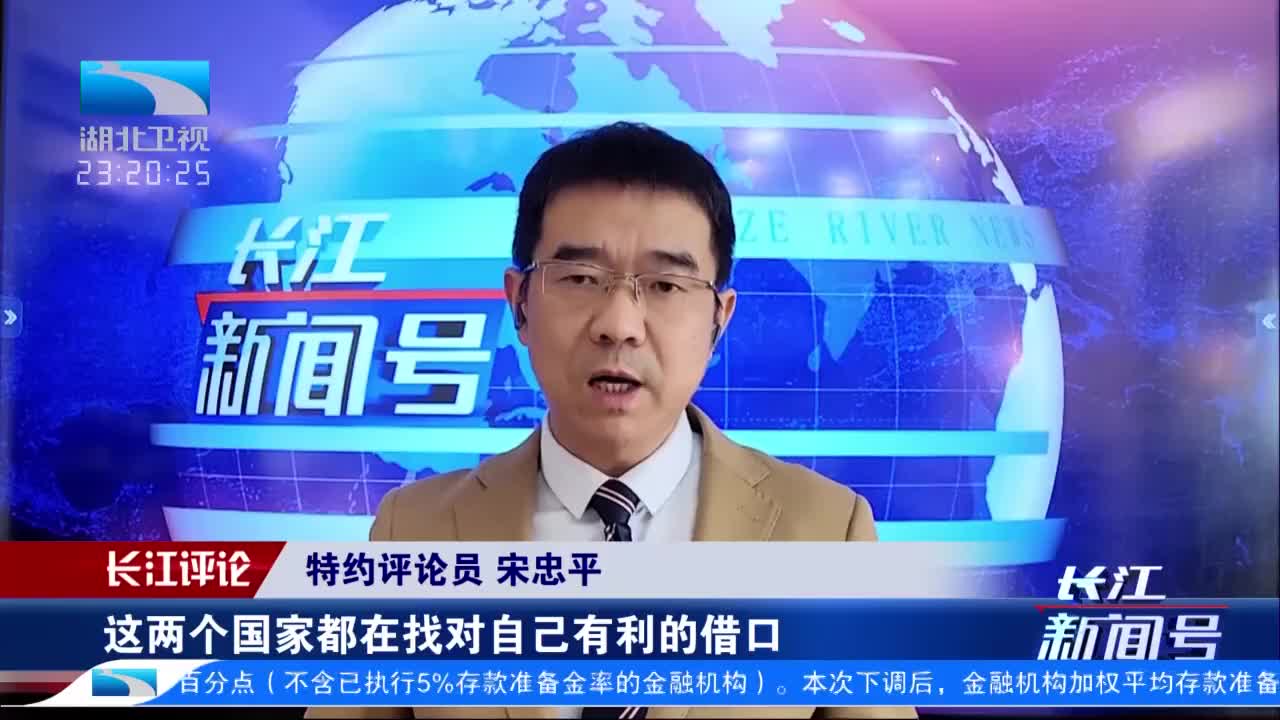 湖北卫视
23:20:25
ZE RIVER NEWS
长江
新闻号
长江评论
特约评论员 宋忠平
长江
新闻号
这两个国家都在找对自己有利的借口
百分点（不含已执行5%存款准备金率的金融机构）。本次下调后，金融机构加权平均存款准备